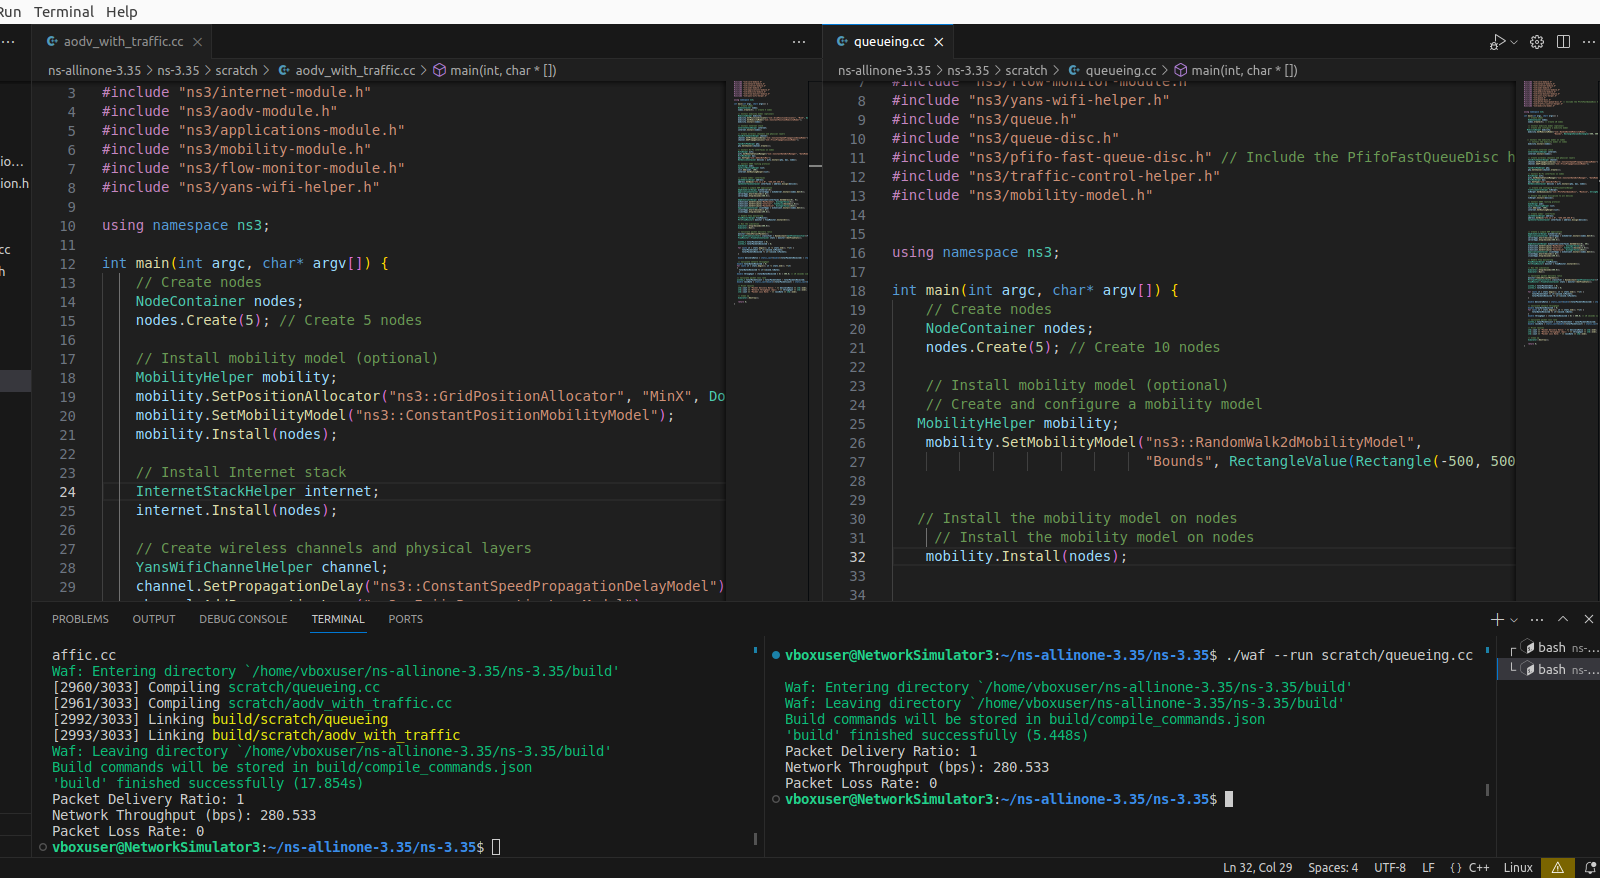 Run Terminal Help
aodv_with_traffic.cc
ns-allinone-3.35 > ns-3.35 > scratch > aodv_with_traffic.cc > main(int, char * [])
3 #include "ns3/internet-module.h"
4 #include "ns3/aodv-module.h"
5 #include "ns3/applications-module.h"
6 #include "ns3/mobility-module.h"
7 #include "ns3/flow-monitor-module.h"
8 #include "ns3/yans-wifi-helper.h"
9
10 using namespace ns3;
11
12 int main(int argc, char* argv[]) {
13 // Create nodes
14 NodeContainer nodes;
15 nodes.Create(5); // Create 5 nodes
16
17 // Install mobility model (optional)
18 MobilityHelper mobility;
19 mobility.SetPositionAllocator("ns3::GridPositionAllocator", "MinX", Do
20 mobility.SetMobilityModel("ns3::ConstantPositionMobilityModel");
21 mobility.Install(nodes);
22
23 // Install Internet stack
24 InternetStackHelper internet;
25 internet.Install(nodes);
26
27 // Create wireless channels and physical layers
28 YansWifiChannelHelper channel;
29 channel.SetPropagationDelay("ns3::ConstantSpeedPropagationDelayModel")
queueing.cc
ns-allinone-3.35 > ns-3.35 > scratch > queueing.cc > main(int, char * [])
7 #include "ns3/flow-monitor-module.h"
8 #include "ns3/yans-wifi-helper.h"
9 #include "ns3/queue.h"
10 #include "ns3/queue-disc.h"
11 #include "ns3/pfifo-fast-queue-disc.h" // Include the PfifoFastQueueDisc h
12 #include "ns3/traffic-control-helper.h"
13 #include "ns3/mobility-model.h"
14
15
16 using namespace ns3;
17
18 int main(int argc, char* argv[]) {
19 // Create nodes
20 NodeContainer nodes;
21 nodes.Create(5); // Create 10 nodes
22
23 // Install mobility model (optional)
24 // Create and configure a mobility model
25 MobilityHelper mobility;
26 mobility.SetMobilityModel("ns3::RandomWalk2dMobilityModel",
27 "Bounds", RectangleValue(Rectangle(-500, 500
28
29
30 // Install the mobility model on nodes
31 // Install the mobility model on nodes
32 mobility.Install(nodes);
33
34
io...
ion.h
cc
h
PROBLEMS OUTPUT DEBUG CONSOLE TERMINAL PORTS
affic.cc
Waf: Entering directory `/home/vboxuser/ns-allinone-3.35/ns-3.35/build'
[2960/3033] Compiling scratch/queueing.cc
[2961/3033] Compiling scratch/aodv_with_traffic.cc
[2992/3033] Linking build/scratch/queueing
[2993/3033] Linking build/scratch/aodv_with_traffic
Waf: Leaving directory `/home/vboxuser/ns-allinone-3.35/ns-3.35/build'
Build commands will be stored in build/compile_commands.json
'build' finished successfully (17.854s)
Packet Delivery Ratio: 1
Network Throughput (bps): 280.533
Packet Loss Rate: 0
vboxuser@NetworkSimulator3:~/ns-allinone-3.35/ns-3.35$
vboxuser@NetworkSimulator3:~/ns-allinone-3.35/ns-3.35$ ./waf --run scratch/queueing.cc
Waf: Entering directory `/home/vboxuser/ns-allinone-3.35/ns-3.35/build'
Waf: Leaving directory `/home/vboxuser/ns-allinone-3.35/ns-3.35/build'
Build commands will be stored in build/compile_commands.json
'build' finished successfully (5.448s)
Packet Delivery Ratio: 1
Network Throughput (bps): 280.533
Packet Loss Rate: 0
vboxuser@NetworkSimulator3:~/ns-allinone-3.35/ns-3.35$
bash ns-...
bash ns-...
Ln 32, Col 29 Spaces: 4 UTF-8 LF {} C++ Linux